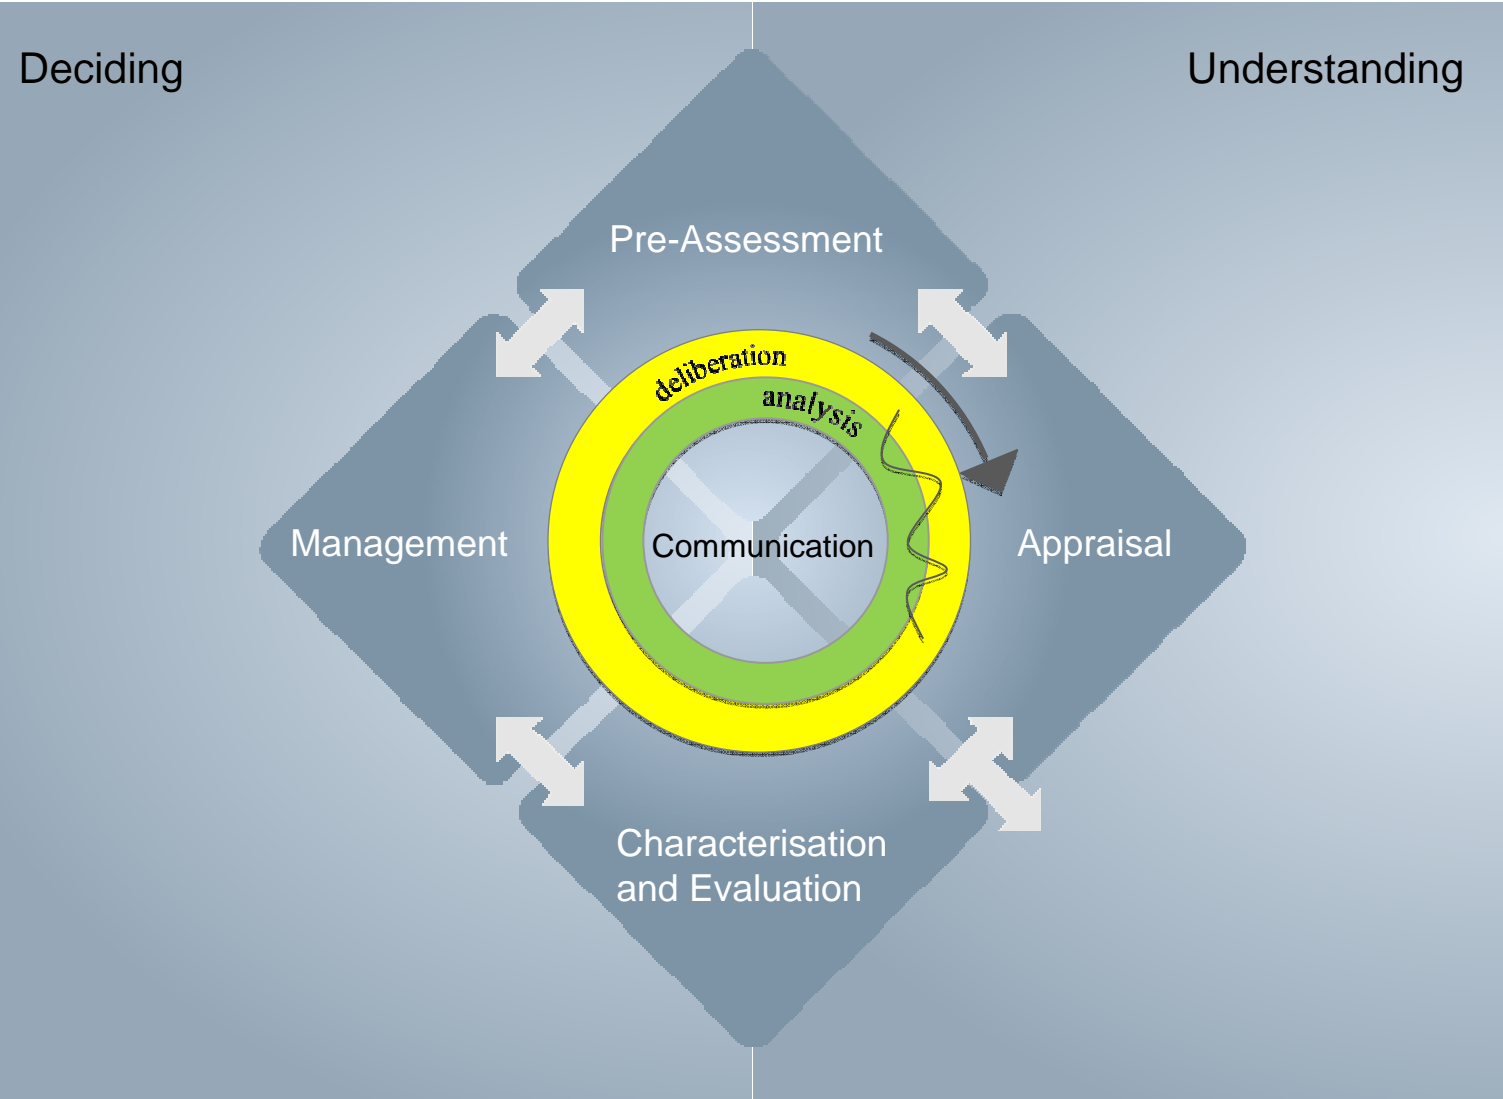 Deciding
Understanding
Pre-Assessment
deliberation
analysis
Management
Communication
Appraisal
Characterisation
and Evaluation